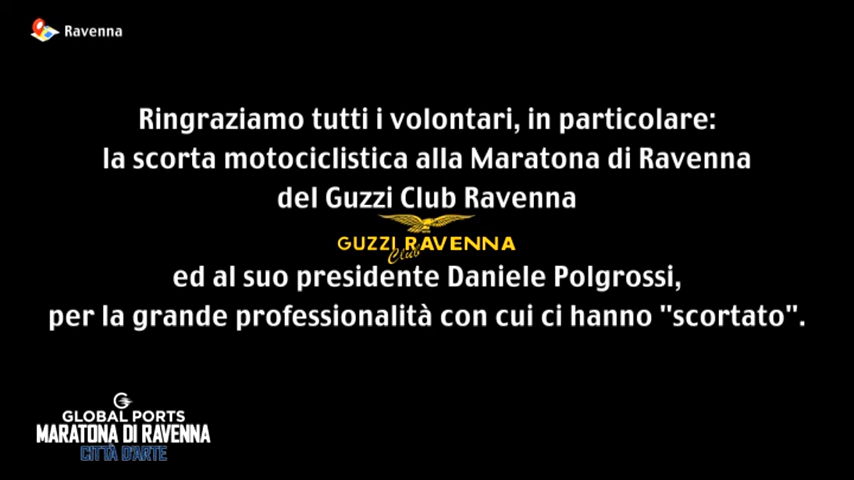 Ravenna
Ringraziamo tutti i volontari, in particolare:
la scorta motociclistica alla Maratona di Ravenna
del Guzzi Club Ravenna
GUZZI RAVENNA
Club
ed al suo presidente Daniele Polgrossi,
per la grande professionalità con cui ci hanno "scortato".
GLOBAL PORTS
MARATONA DI RAVENNA
CITTÀ D'ARTE